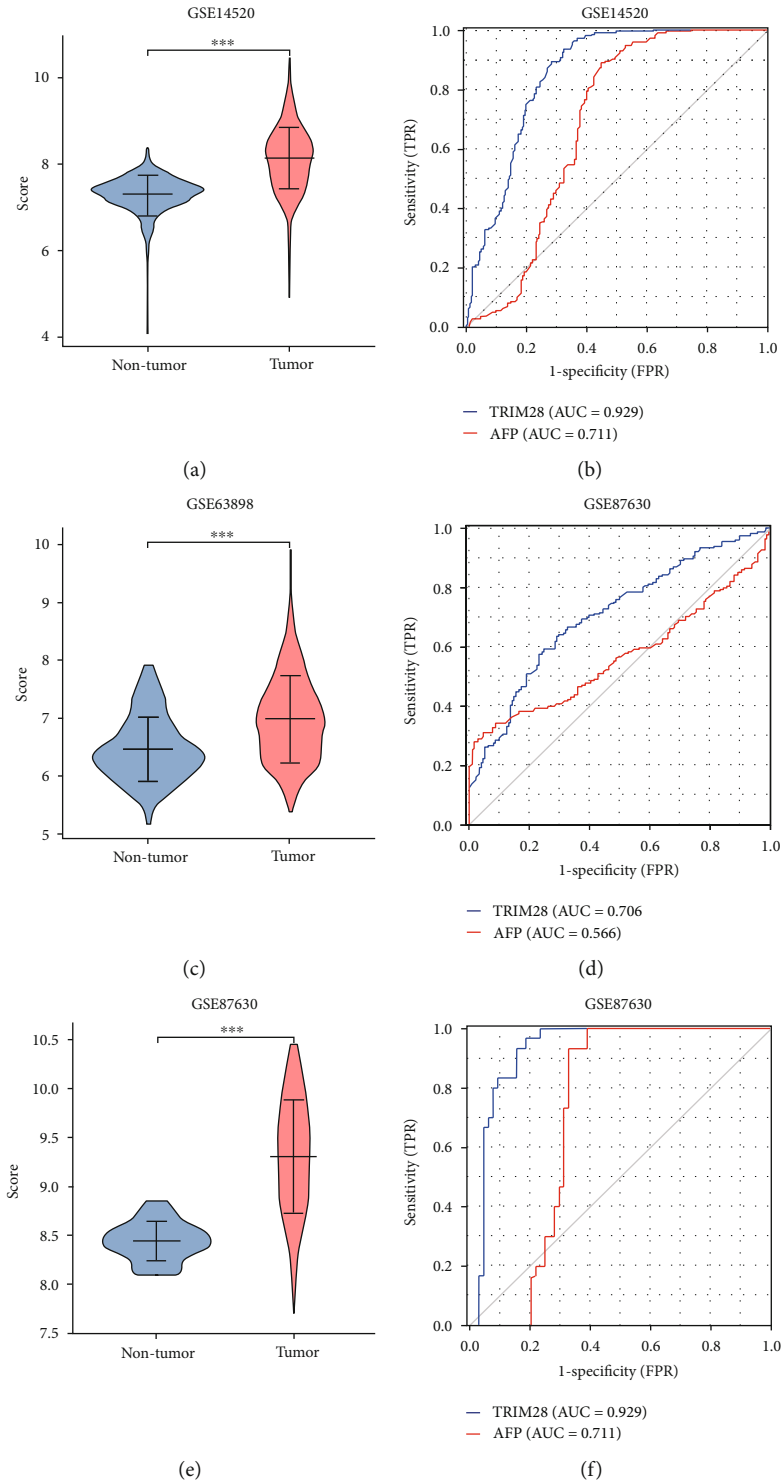 GSE14520
***
10
8
6
4
Score
Non-tumor
Tumor
(a)
GSE14520
1.0
0.8
0.6
0.4
0.2
0.0
Sensitivity (TPR)
0.0 0.2 0.4 0.6 0.8 1.0
1-specificity (FPR)
TRIM28 (AUC = 0.929)
AFP (AUC = 0.711)
(b)
GSE63898
***
10
9
8
7
6
5
Score
Non-tumor
Tumor
(c)
GSE87630
1.0
0.8
0.6
0.4
0.2
0.0
Sensitivity (TPR)
0.0 0.2 0.4 0.6 0.8 1.0
1-specificity (FPR)
TRIM28 (AUC = 0.706
AFP (AUC = 0.566)
(d)
GSE87630
***
10.5
10.0
9.5
9.0
8.5
8.0
7.5
Score
Non-tumor
Tumor
(e)
GSE87630
1.0
0.8
0.6
0.4
0.2
0.0
Sensitivity (TPR)
0.0 0.2 0.4 0.6 0.8 1.0
1-specificity (FPR)
TRIM28 (AUC = 0.929)
AFP (AUC = 0.711)
(f)